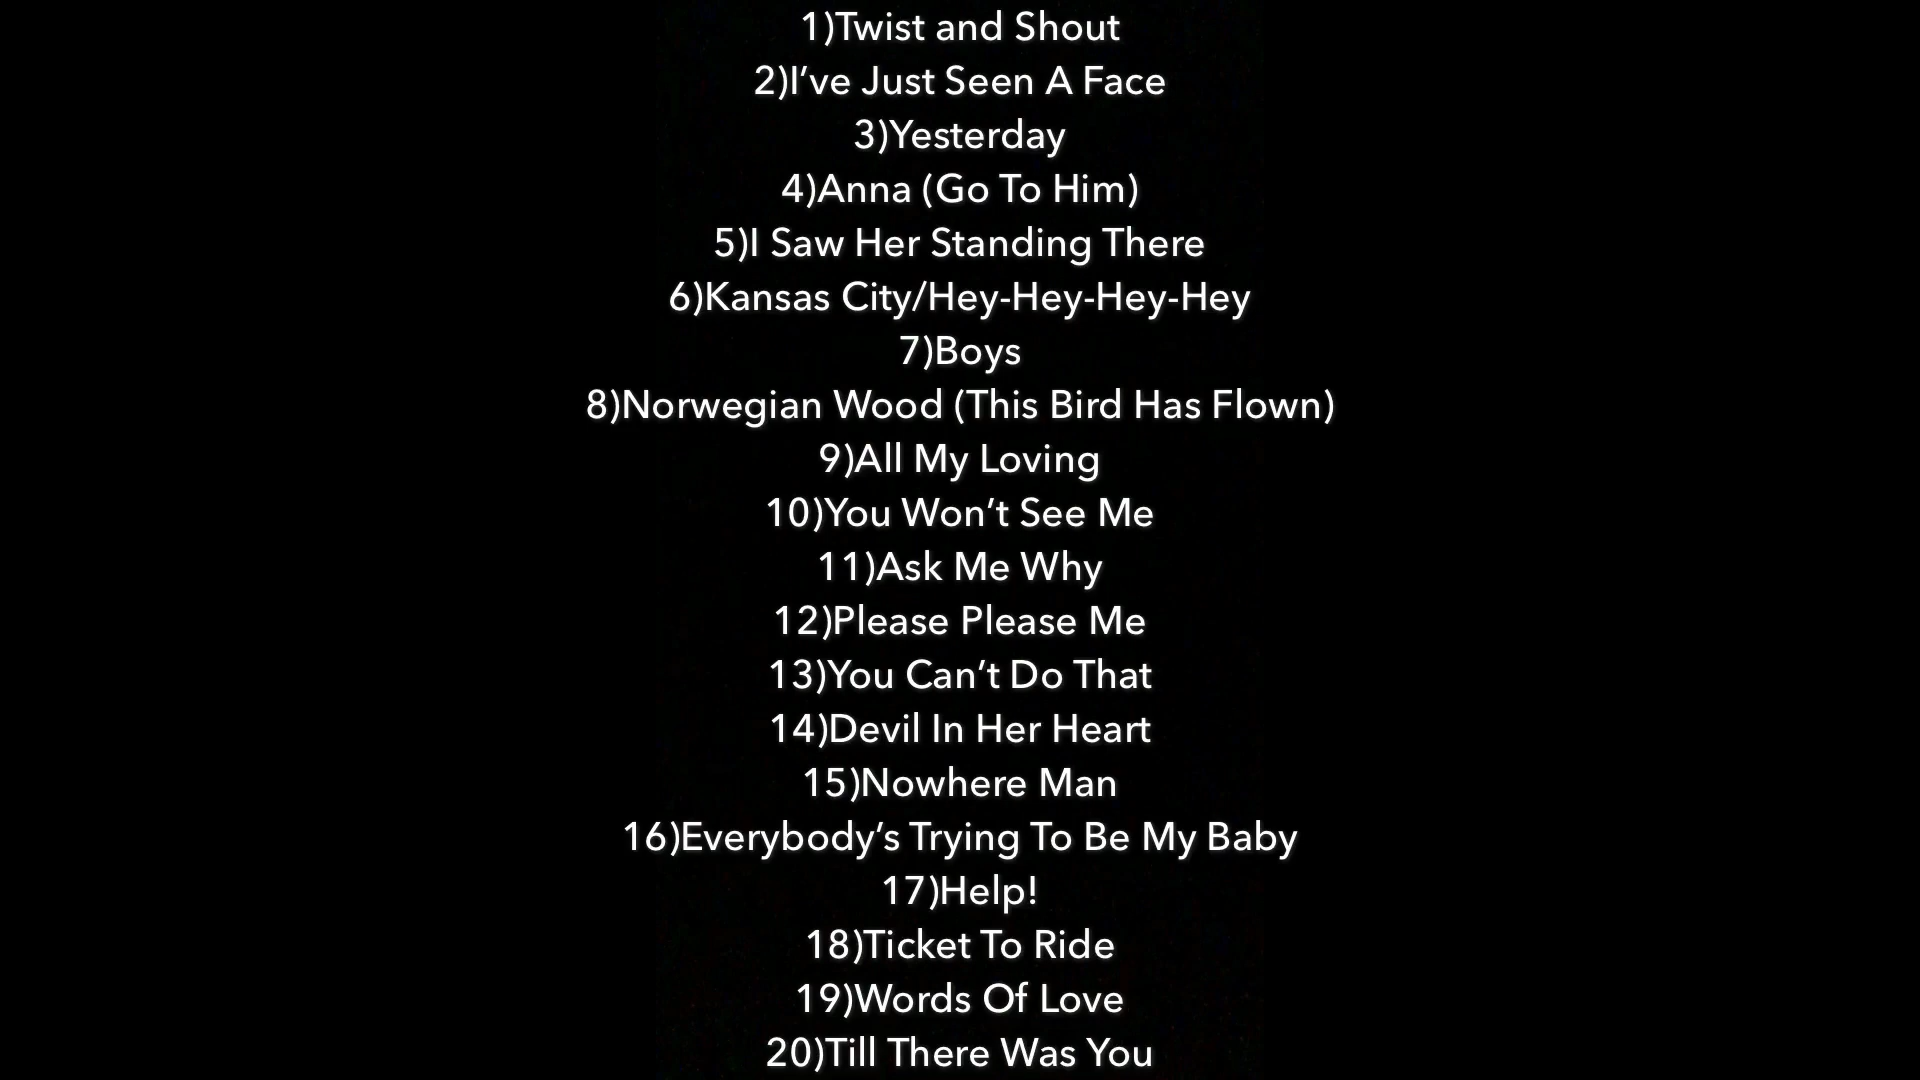 1)Twist and Shout
2)I’ve Just Seen A Face
3)Yesterday
4)Anna (Go To Him)
5)I Saw Her Standing There
6)Kansas City/Hey-Hey-Hey-Hey
7)Boys
8)Norwegian Wood (This Bird Has Flown)
9)All My Loving
10)You Won’t See Me
11)Ask Me Why
12)Please Please Me
13)You Can’t Do That
14)Devil In Her Heart
15)Nowhere Man
16)Everybody’s Trying To Be My Baby
17)Help!
18)Ticket To Ride
19)Words Of Love
20)Till There Was You